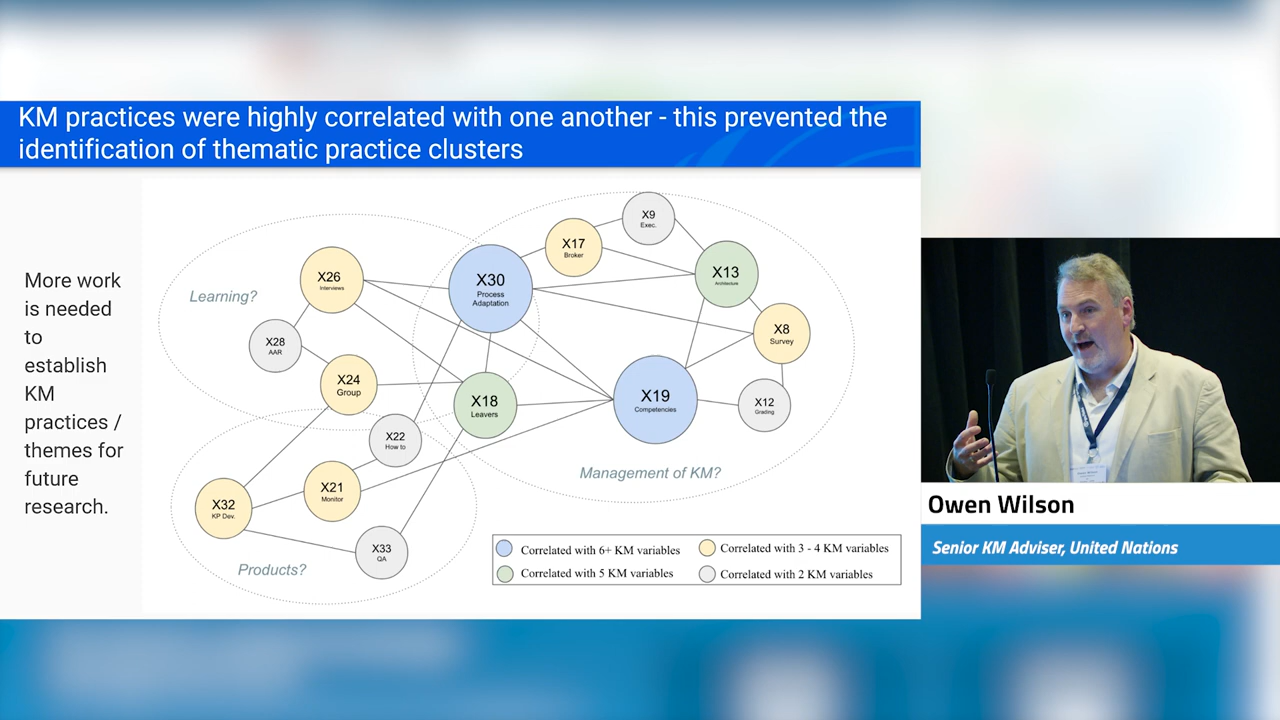 KM practices were highly correlated with one another - this prevented the
identification of thematic practice clusters
More work
is needed
to
establish
KM
practices /
themes for
future
research.
Learning?
X26
Interviews
X28
AAR
X24
Group
X30
Process
Adaptation
X17
Broker
X9
Exec.
X13
Architecture
X8
Survey
X18
Leavers
X19
Competencies
X12
Grading
X22
How to
Management of KM?
X32
KP Dev.
X21
Monitor
X33
QA
Products?
Correlated with 6+ KM variables
Correlated with 3 - 4 KM variables
Correlated with 5 KM variables
Correlated with 2 KM variables
Owen Wilson
Senior KM Adviser, United Nations